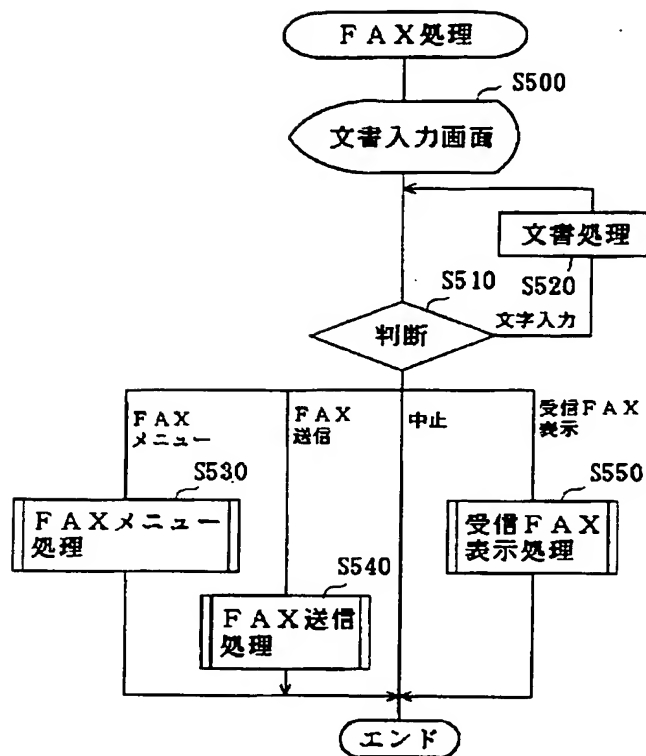 ＦＡＸ処理
S500
文書入力画面
文書処理
S520
S510
判断
文字入力
ＦＡＸ
メニュー
ＦＡＸ
送信
中止
受信ＦＡＸ
表示
S530
ＦＡＸメニュー
処理
S540
ＦＡＸ送信
処理
S550
受信ＦＡＸ
表示処理
エンド